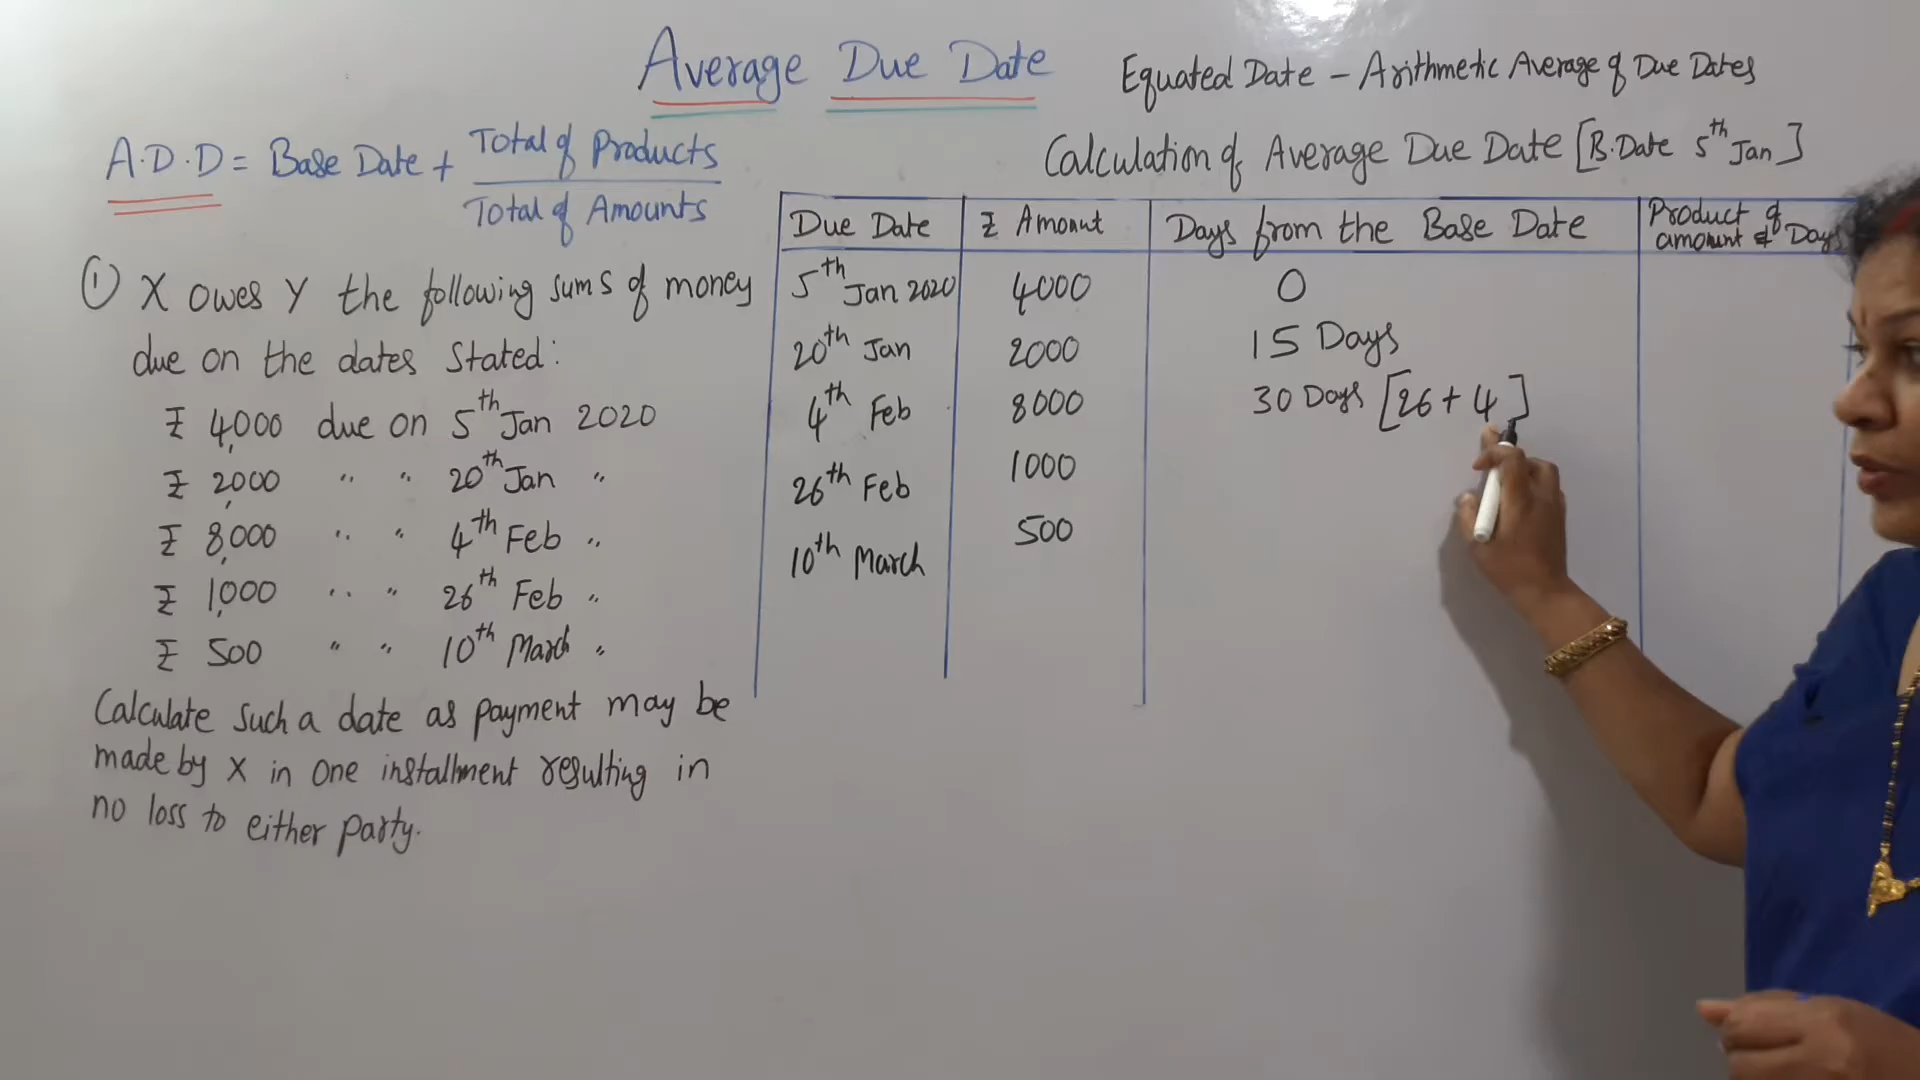 Average Due Date
Equated Date - Arithmetic Average of Due Dates
A.D.D = Base Date + Total of Products
Total of Amounts
① X owes Y the following sums of money
due on the dates stated:
₹ 4,000 due on 5th Jan 2020
₹ 2,000 " " 20th Jan "
₹ 8,000 " " 4th Feb "
₹ 1,000 " " 26th Feb "
₹ 500 " " 10th March "
Calculate such a date as payment may be
made by X in one installment resulting in
no loss to either party.
Calculation of Average Due Date [B.Date 5th Jan]
Due Date ₹ Amount Days from the Base Date Product of amount & Days
5th Jan 2020 4000 0
20th Jan 2000 15 Days
4th Feb 8000 30 Days [26+4]
26th Feb 1000
10th March 500